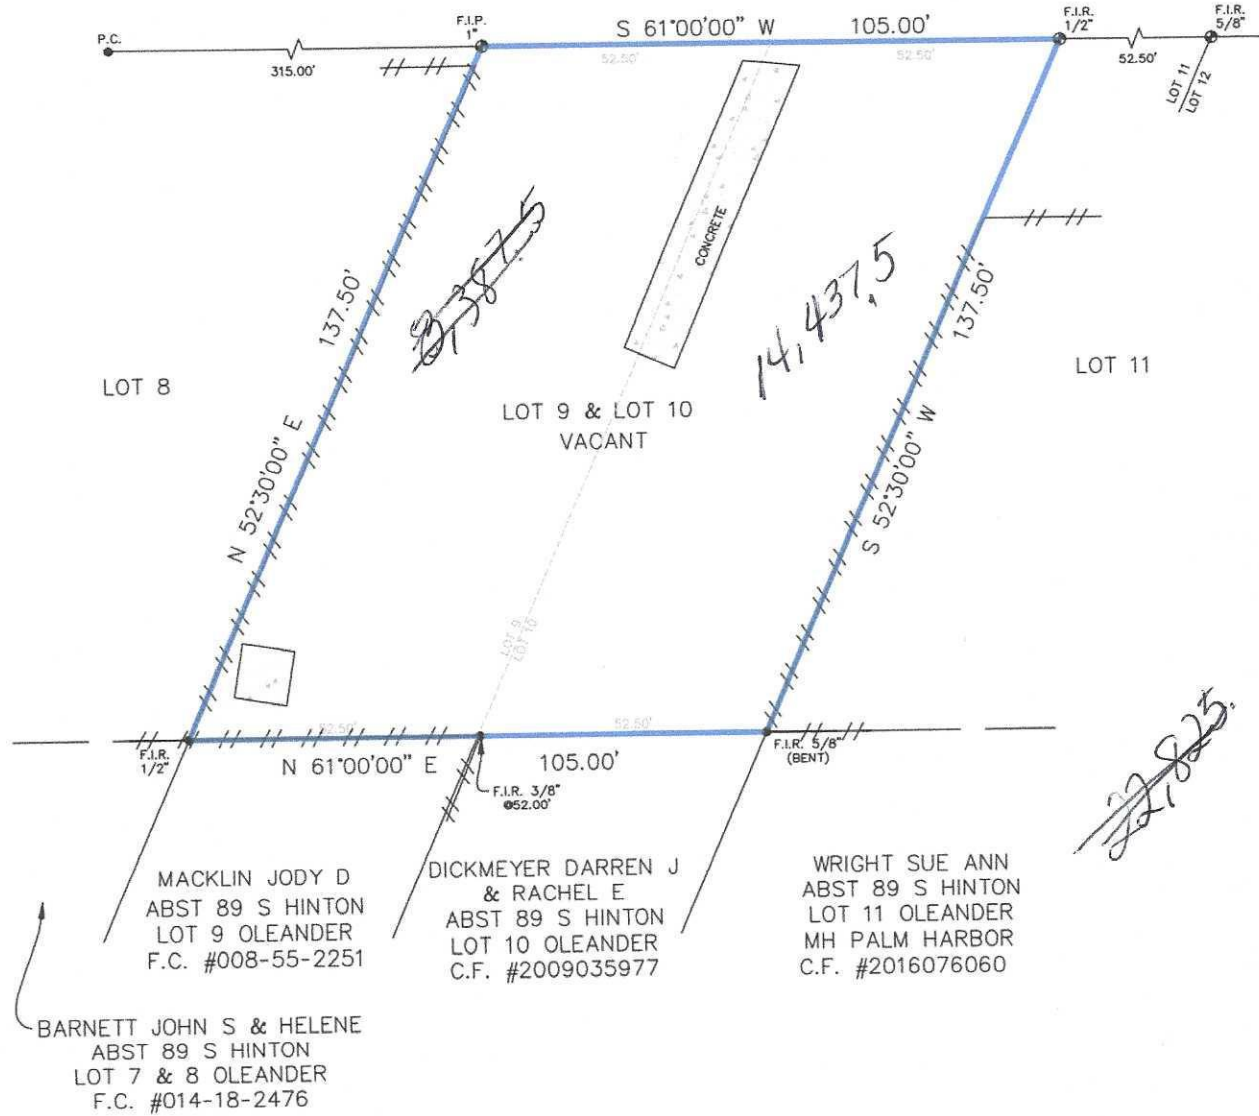 P.C.
315.00'
F.I.P.
1"
S 61°00'00" W 105.00'
52.50'
52.50'
F.I.R.
1/2"
52.50'
F.I.R.
5/8"
LOT 11
LOT 12
CONCRETE
137.50'
N 52°30'00" E
14,437.5
137.50'
S 52°30'00" W
LOT 8
LOT 9 & LOT 10
VACANT
LOT 11
LOT 9
LOT 10
52.50'
52.50'
F.I.R.
1/2"
N 61°00'00" E 105.00'
F.I.R. 3/8"
@52.00'
F.I.R. 5/8"
(BENT)
22,825.
MACKLIN JODY D
ABST 89 S HINTON
LOT 9 OLEANDER
F.C. #008-55-2251
DICKMEYER DARREN J
& RACHEL E
ABST 89 S HINTON
LOT 10 OLEANDER
C.F. #2009035977
WRIGHT SUE ANN
ABST 89 S HINTON
LOT 11 OLEANDER
MH PALM HARBOR
C.F. #2016076060
BARNETT JOHN S & HELENE
ABST 89 S HINTON
LOT 7 & 8 OLEANDER
F.C. #014-18-2476